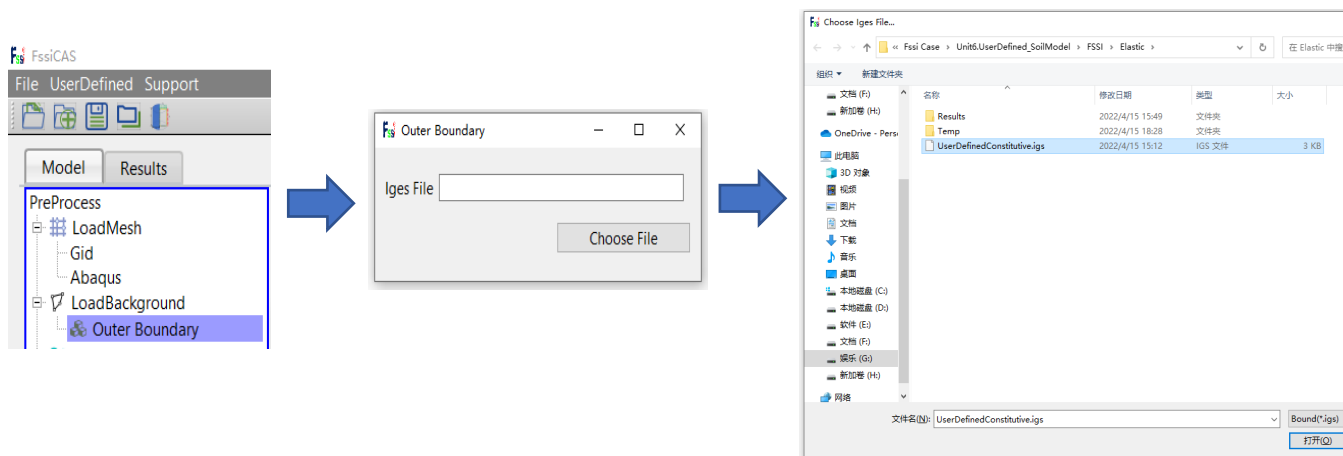 FssiCAS
File UserDefined Support
Model Results
PreProcess
LoadMesh
Gid
Abaqus
LoadBackground
Outer Boundary
Outer Boundary
Iges File
Choose File
Choose Iges File...
« Fssi Case › Unit6.UserDefined_SoilModel › FSSI › Elastic ›
在 Elastic 中搜
组织 新建文件夹
名称 修改日期 类型 大小
Results 2022/4/15 15:49 文件夹
Temp 2022/4/15 18:28 文件夹
UserDefinedConstitutive.igs 2022/4/15 15:12 IGS 文件 3 KB
文档 (F:)
新加卷 (H:)
OneDrive - Pers
此电脑
3D 对象
视频
图片
文档
下载
音乐
桌面
本地磁盘 (C:)
本地磁盘 (D:)
软件 (E:)
文档 (F:)
娱乐 (G:)
新加卷 (H:)
网络
文件名(N): UserDefinedConstitutive.igs Bound(*.igs)
打开(O)